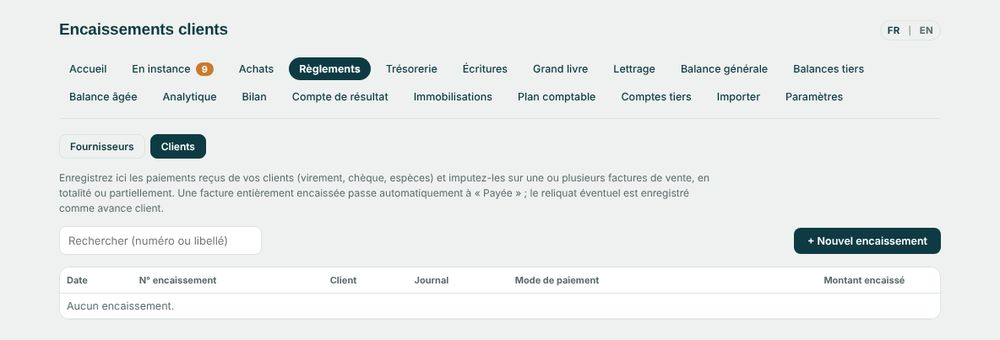 Encaissements clients
FR | EN
Accueil En instance 9 Achats Règlements Trésorerie Écritures Grand livre Lettrage Balance générale Balances tiers
Balance âgée Analytique Bilan Compte de résultat Immobilisations Plan comptable Comptes tiers Importer Paramètres
Fournisseurs Clients
Enregistrez ici les paiements reçus de vos clients (virement, chèque, espèces) et imputez-les sur une ou plusieurs factures de vente, en
totalité ou partiellement. Une facture entièrement encaissée passe automatiquement à « Payée » ; le reliquat éventuel est enregistré
comme avance client.
Rechercher (numéro ou libellé)
+ Nouvel encaissement
Date N° encaissement Client Journal Mode de paiement Montant encaissé
Aucun encaissement.